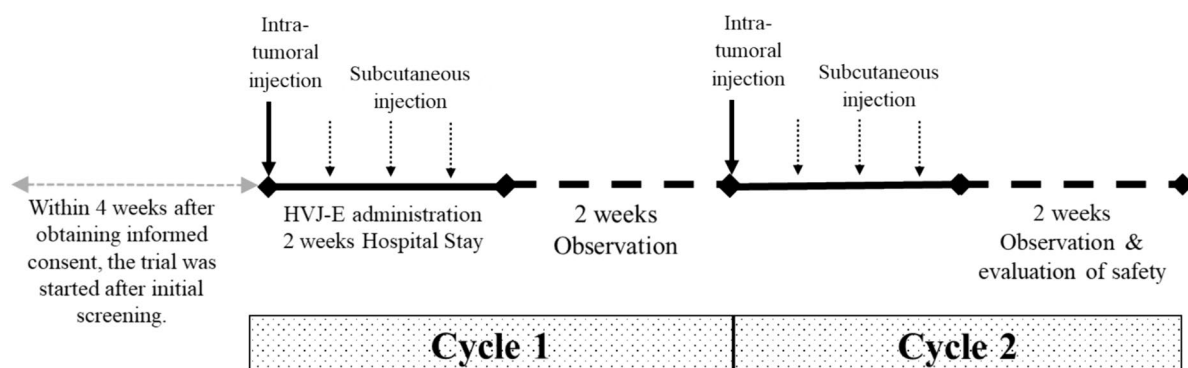 Intra-
tumoral
injection
Subcutaneous
injection
Intra-
tumoral
injection
Subcutaneous
injection
Within 4 weeks after
obtaining informed
consent, the trial was
started after initial
screening.
HVJ-E administration
2 weeks Hospital Stay
2 weeks
Observation
2 weeks
Observation &
evaluation of safety
Cycle 1
Cycle 2